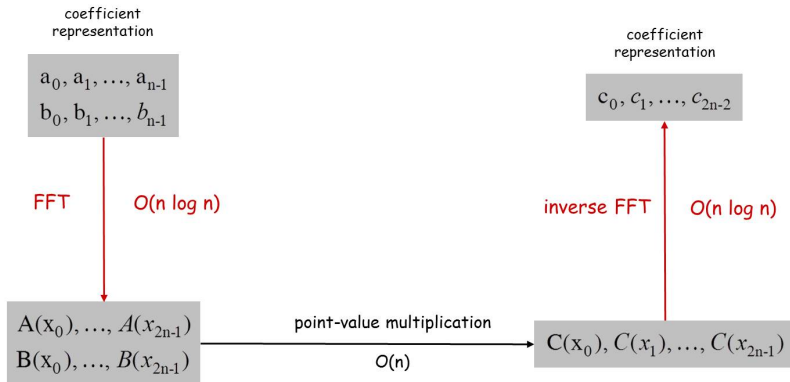 coefficient
representation
a₀, a₁, ..., aₙ₋₁
b₀, b₁, ..., bₙ₋₁
FFT
O(n log n)
A(x₀), ..., A(x₂ₙ₋₁)
B(x₀), ..., B(x₂ₙ₋₁)
point-value multiplication
O(n)
coefficient
representation
c₀, c₁, ..., c₂ₙ₋₂
inverse FFT
O(n log n)
C(x₀), C(x₁), ..., C(x₂ₙ₋₁)